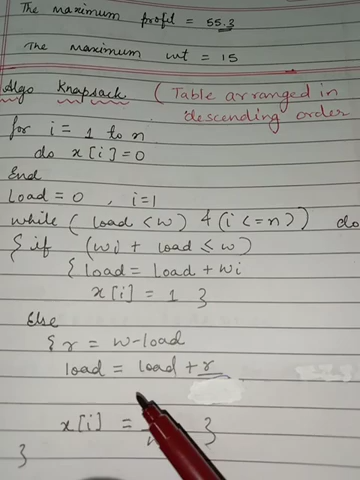 The maximum profit = 55.3
The maximum wt = 15
Algo Knapsack ( Table arranged in descending order
for i = 1 to n
do x[i] = 0
End
Load = 0 , i=1
while ( load < w) & (i <= n)) do
{ if (wi + load ≤ w)
{ load = load + wi
x[i] = 1 }
Else
{ r = w-load
load = load + r
x[i] = }
}